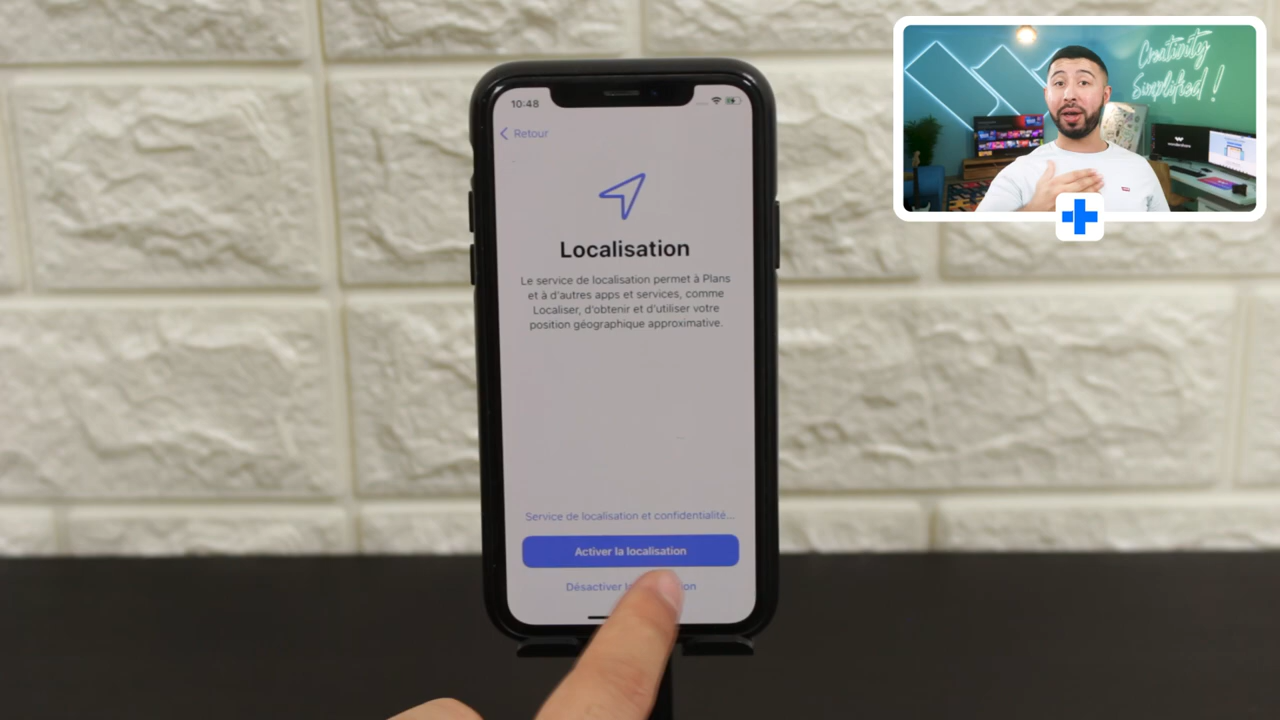 10:48
Retour
Localisation
Le service de localisation permet à Plans
et à d'autres apps et services, comme
Localiser, d'obtenir et d'utiliser votre
position géographique approximative.
Service de localisation et confidentialité...
Activer la localisation
Désactiver
Creativity
Simplified !